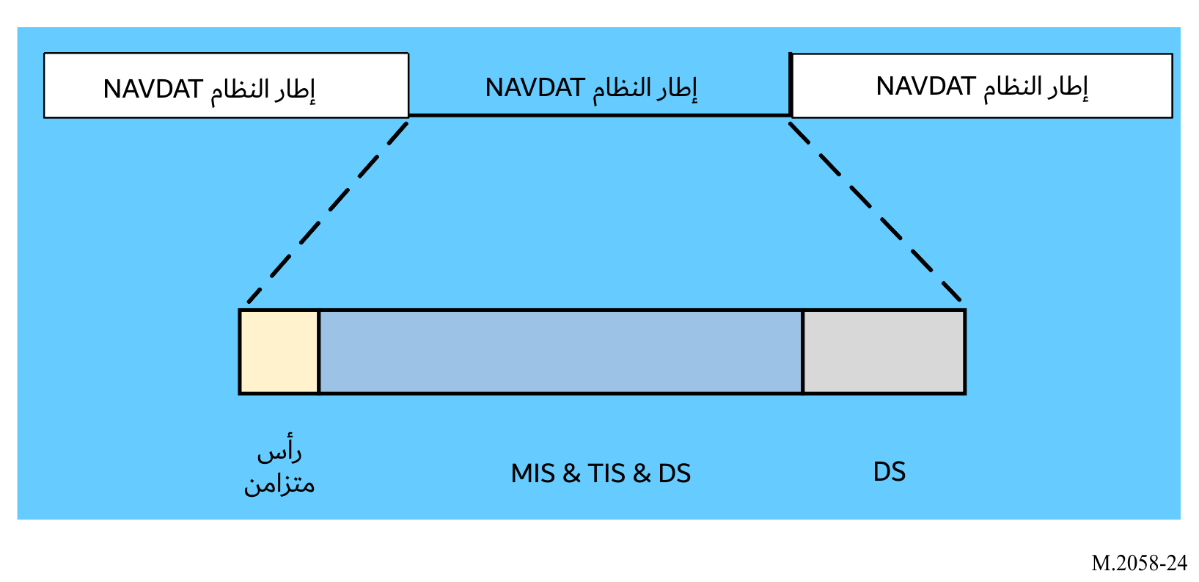 إطار النظام NAVDAT
إطار النظام NAVDAT
إطار النظام NAVDAT
رأس
متزامن
MIS & TIS & DS
DS
M.2058-24